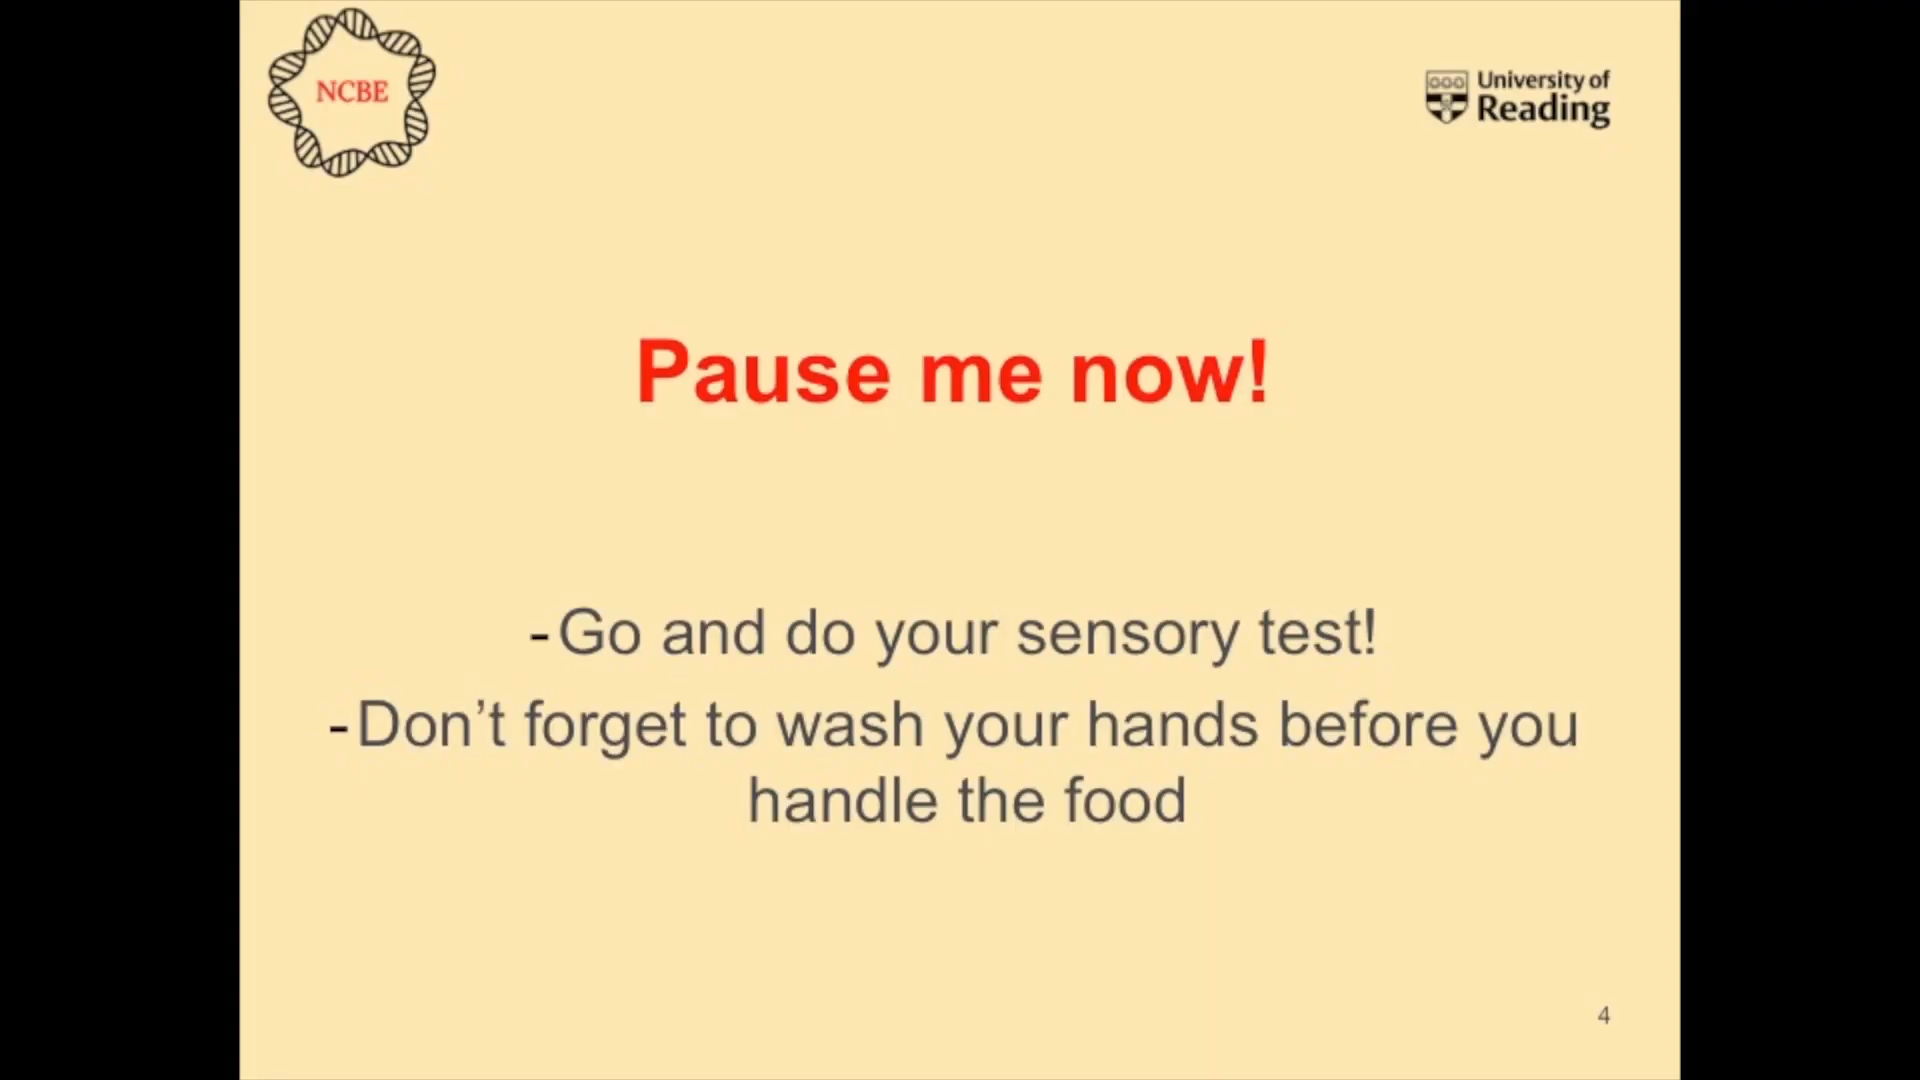 NCBE
University of
Reading
Pause me now!
-Go and do your sensory test!
-Don’t forget to wash your hands before you
handle the food
4